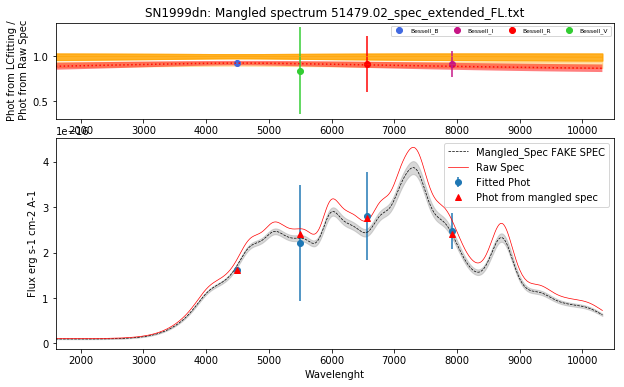 SN1999dn: Mangled spectrum 51479.02_spec_extended_FL.txt
Phot from LCfitting /
Phot from Raw Spec
1.0
0.5
Bessell_B
Bessell_I
Bessell_R
Bessell_V
2000 3000 4000 5000 6000 7000 8000 9000 10000
1e−16
Flux erg s-1 cm-2 A-1
4
3
2
1
0
Mangled_Spec FAKE SPEC
Raw Spec
Fitted Phot
Phot from mangled spec
2000 3000 4000 5000 6000 7000 8000 9000 10000
Wavelenght